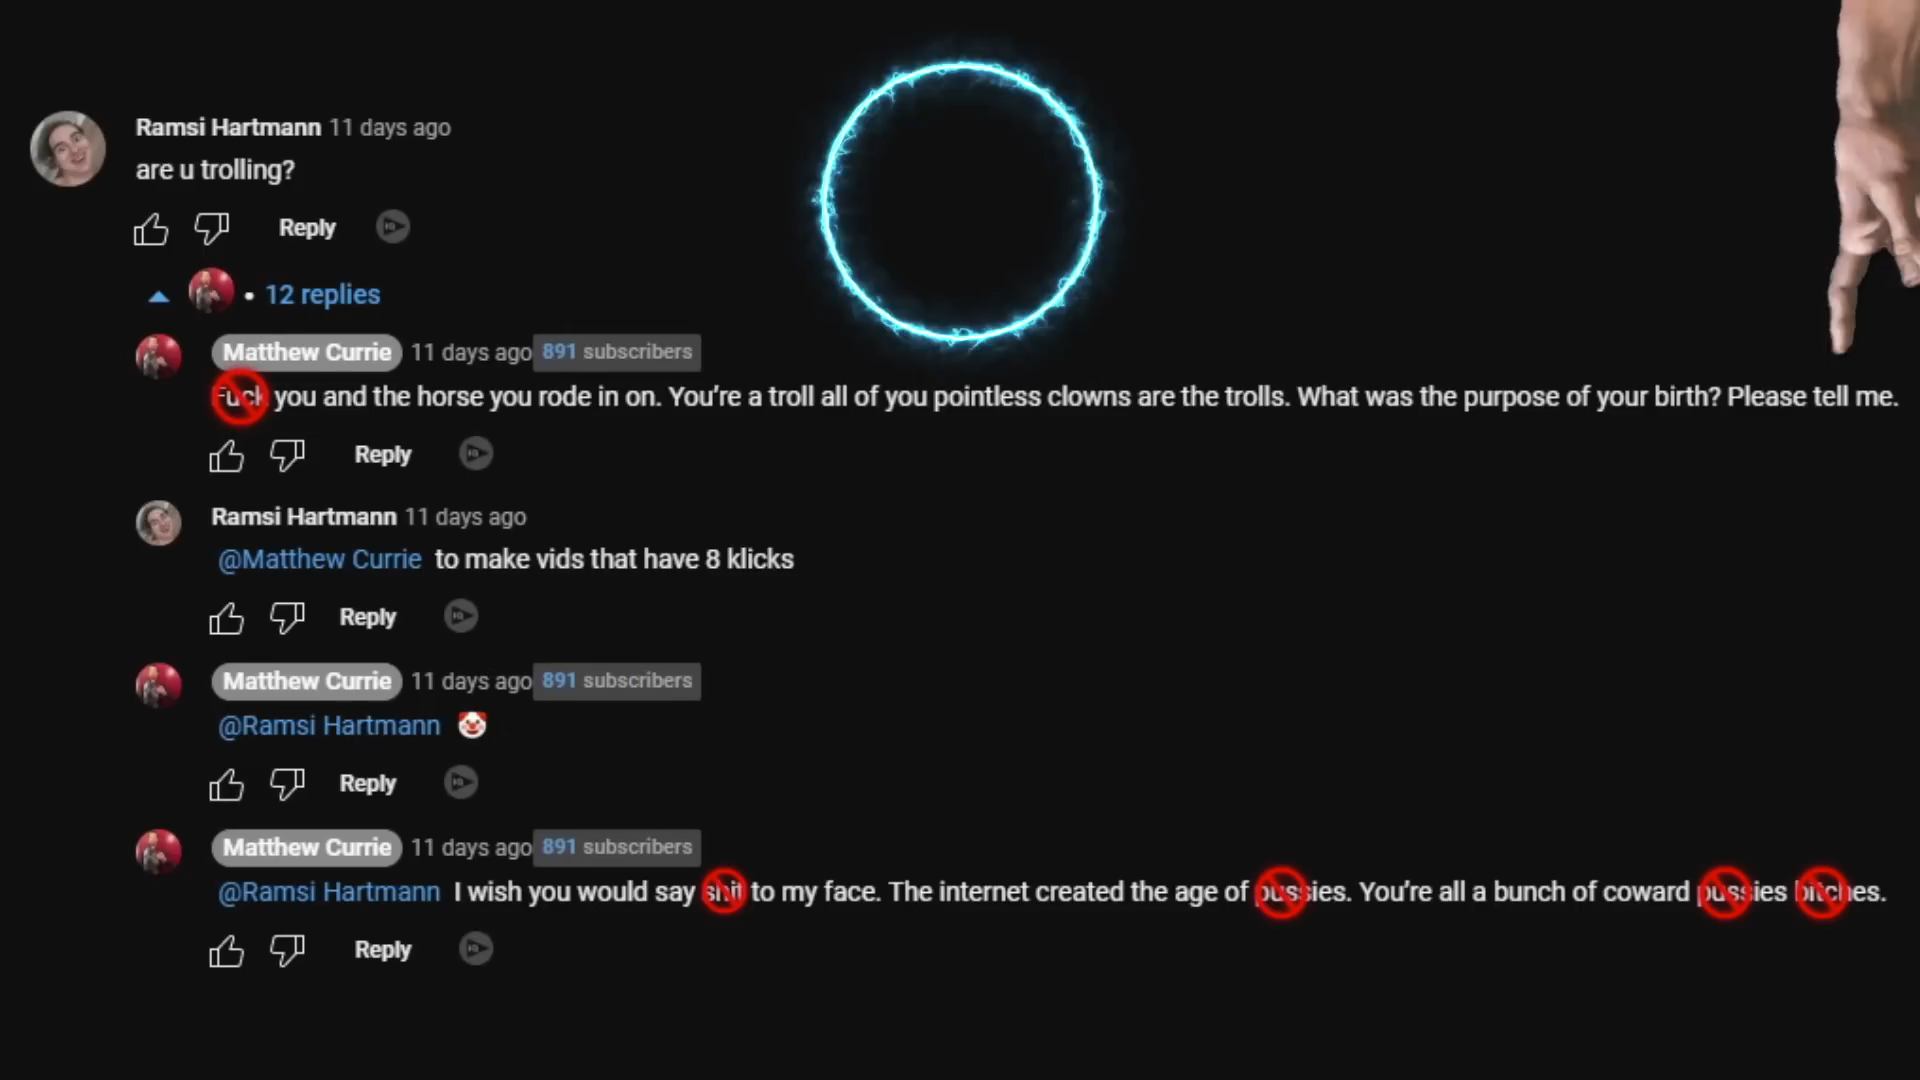 Ramsi Hartmann 11 days ago
are u trolling?
Reply
• 12 replies
Matthew Currie 11 days ago 891 subscribers
Fuck you and the horse you rode in on. You're a troll all of you pointless clowns are the trolls. What was the purpose of your birth? Please tell me.
Reply
Ramsi Hartmann 11 days ago
@Matthew Currie to make vids that have 8 klicks
Reply
Matthew Currie 11 days ago 891 subscribers
@Ramsi Hartmann 🤡
Reply
Matthew Currie 11 days ago 891 subscribers
@Ramsi Hartmann I wish you would say shit to my face. The internet created the age of pussies. You're all a bunch of coward pussies bitches.
Reply